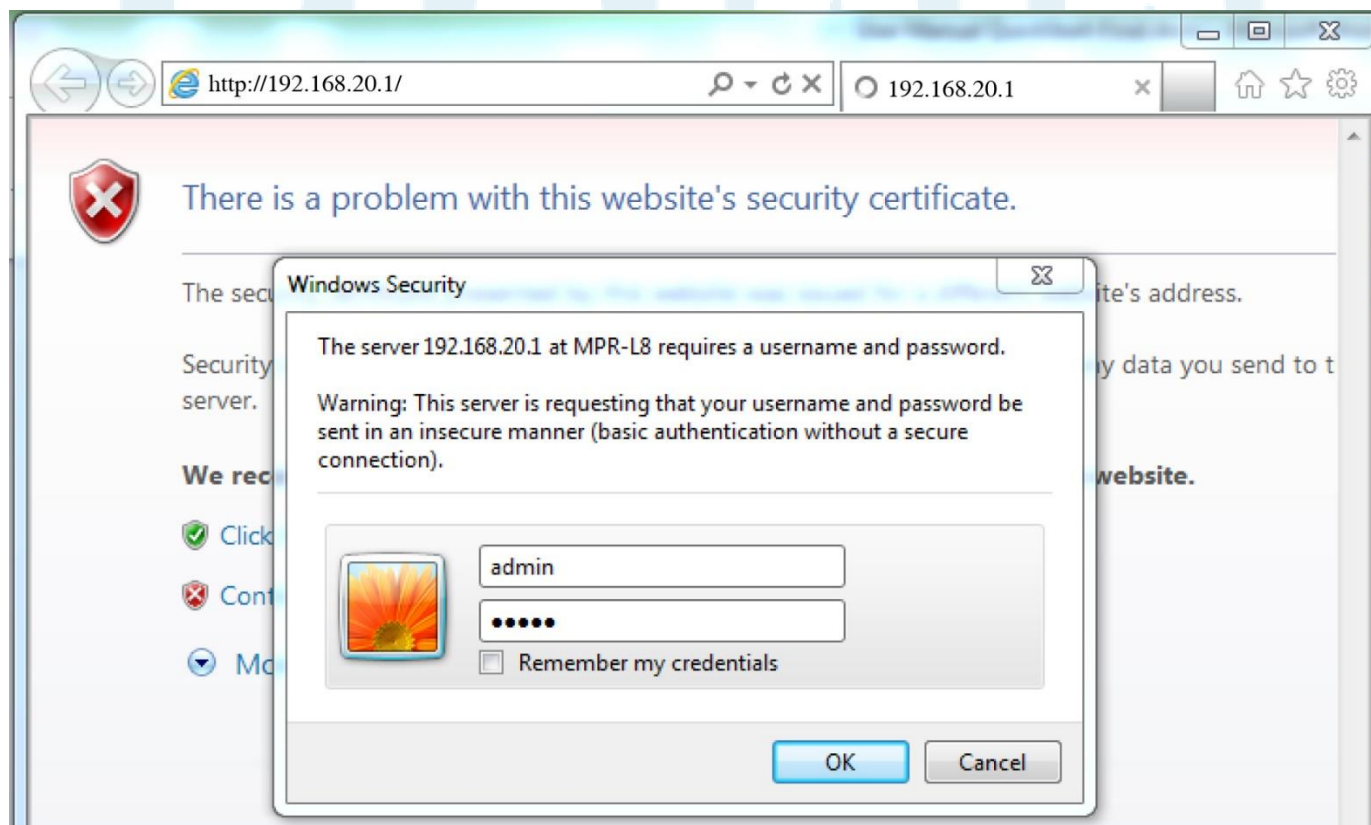 http://192.168.20.1/
192.168.20.1
There is a problem with this website's security certificate.
The secu
ite's address.
Windows Security
The server 192.168.20.1 at MPR-L8 requires a username and password.
Warning: This server is requesting that your username and password be
sent in an insecure manner (basic authentication without a secure
connection).
Security
y data you send to t
server.
We rec
website.
Click
Cont
Mo
admin
•••••
Remember my credentials
OK
Cancel